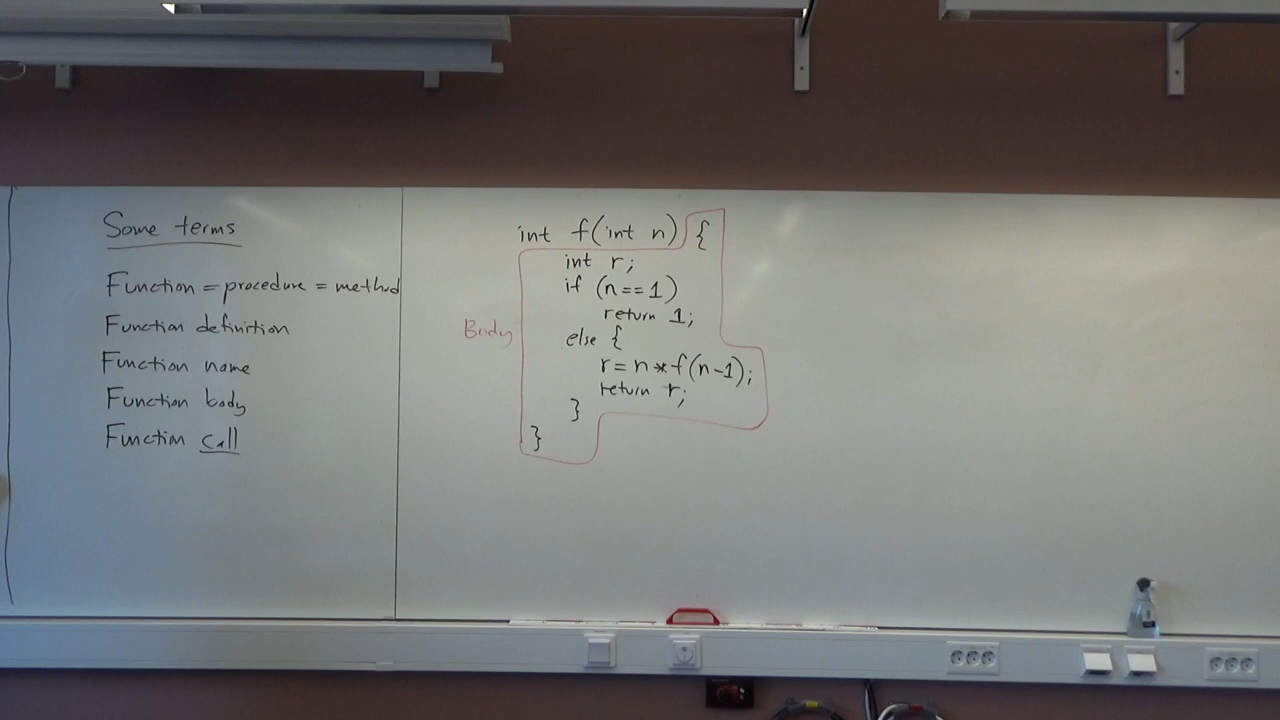 Some terms
Function = procedure = method
Function definition
Function name
Function body
Function call
int f(int n) {
int r;
if (n==1)
return 1;
else {
r=n*f(n-1);
return r;
}
}
Body